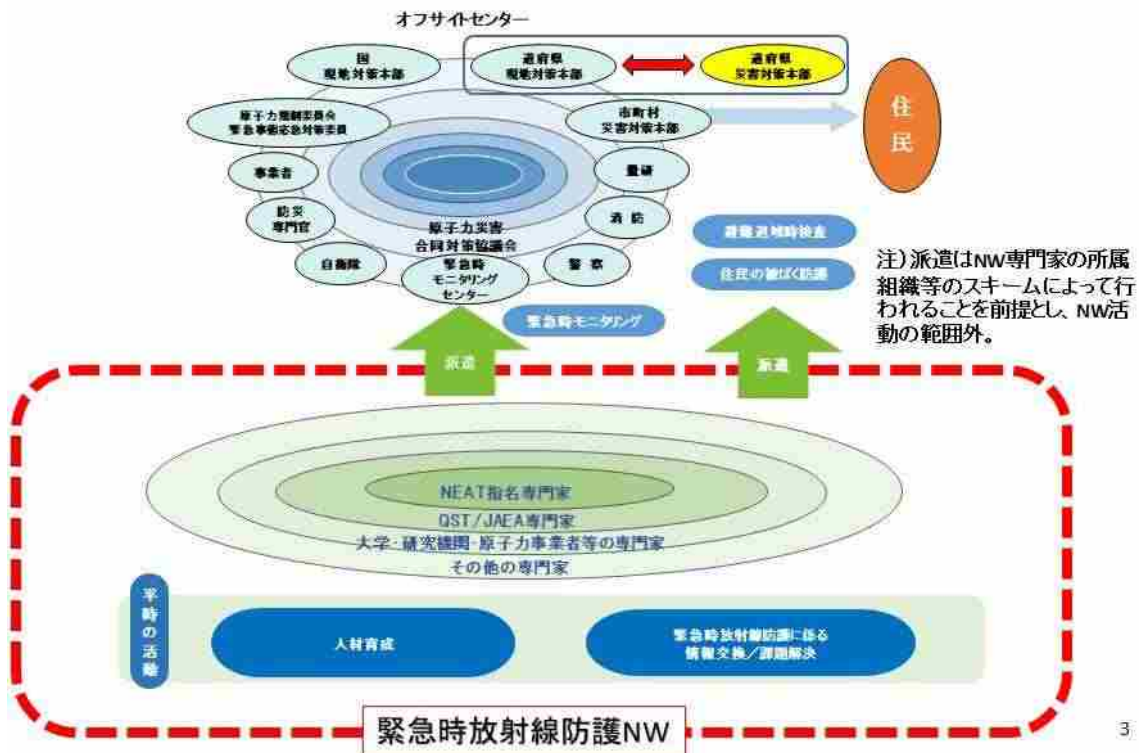 オフサイトセンター
国
現地対策本部
道府県
現地対策本部
道府県
災害対策本部
原子力規制委員会
緊急事態応急対策委員
市町村
災害対策本部
住
民
事業者
量研
防災
専門官
消防
原子力災害
合同対策協議会
自衛隊
緊急時
モニタリング
センター
警察
避難退域時検査
住民の被ばく防護
緊急時モニタリング
注）派遣はNW専門家の所属
組織等のスキームによって行
われることを前提とし、NW活
動の範囲外。
派遣
派遣
NEAT指名専門家
QST/JAEA専門家
大学・研究機関・原子力事業者等の専門家
その他の専門家
平時の活動
人材育成
緊急時放射線防護に係る
情報交換／課題解決
緊急時放射線防護NW
3